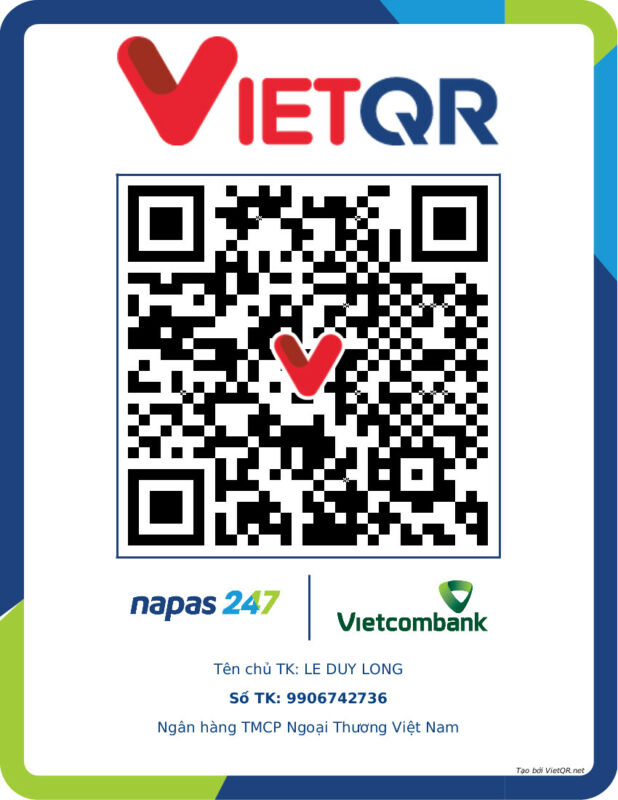 VIETQR
napas 247
Vietcombank
Tên chủ TK: LE DUY LONG
Số TK: 9906742736
Ngân hàng TMCP Ngoại Thương Việt Nam
Tạo bởi VietQR.net